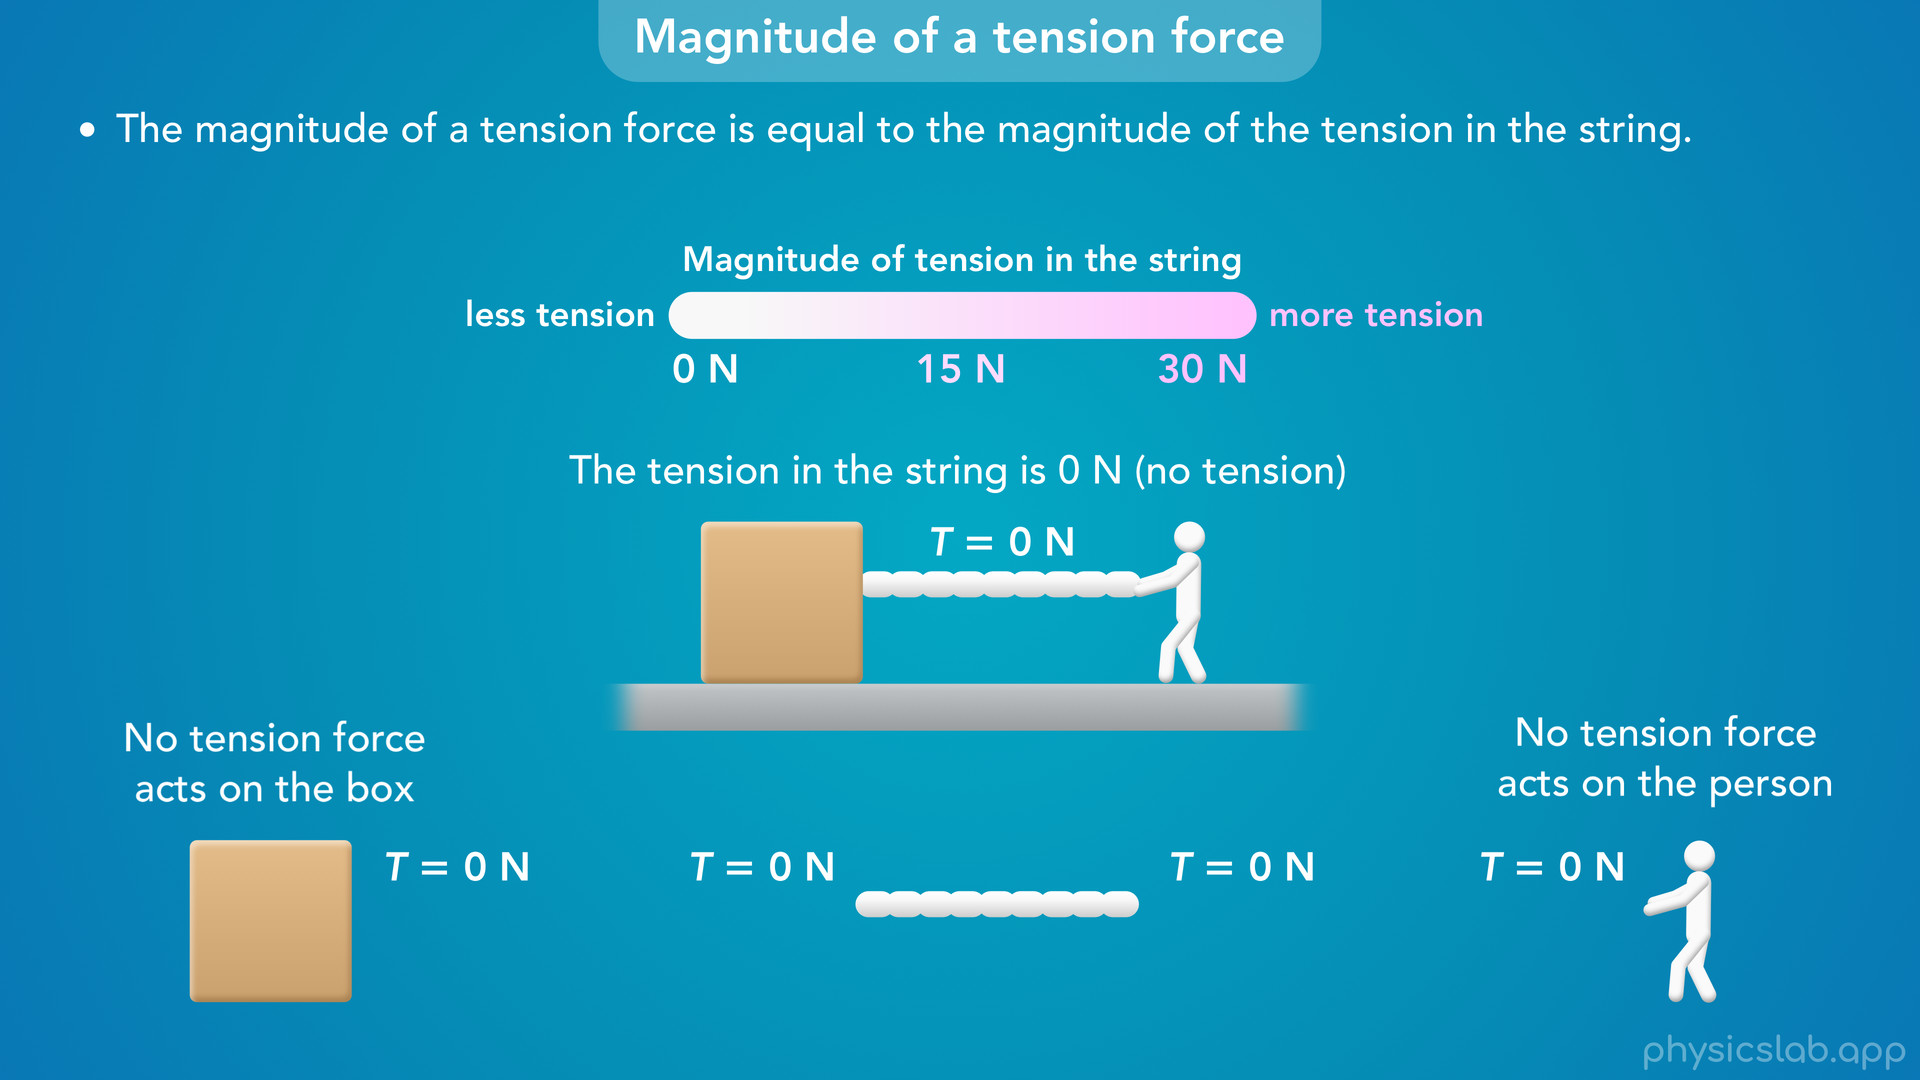 Magnitude of a tension force
• The magnitude of a tension force is equal to the magnitude of the tension in the string.
Magnitude of tension in the string
less tension more tension
0 N 15 N 30 N
The tension in the string is 0 N (no tension)
T = 0 N
No tension force
acts on the box
No tension force
acts on the person
T = 0 N T = 0 N T = 0 N T = 0 N
physicslab.app